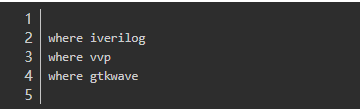 1
2 where iverilog
3 where vvp
4 where gtkwave
5